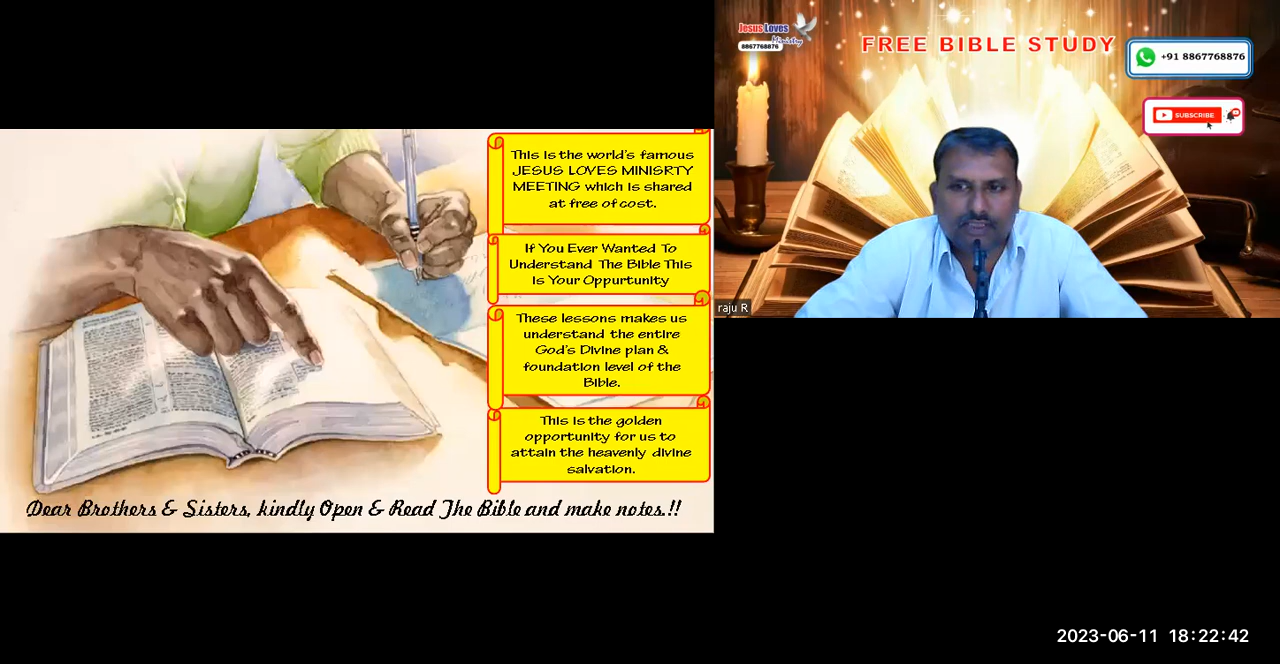 This is the world's famous
JESUS LOVES MINISRTY
MEETING which is shared
at free of cost.
If You Ever Wanted To
Understand The Bible This
is Your Oppurtunity
These lessons makes us
understand the entire
God's Divine plan &
foundation level of the
Bible.
This is the golden
opportunity for us to
attain the heavenly divine
salvation.
Dear Brothers & Sisters, kindly Open & Read The Bible and make notes.!!
Jesus Loves
Ministry
8867768876
FREE BIBLE STUDY
+91 8867768876
SUBSCRIBE
raju R
2023-06-11 18:22:42